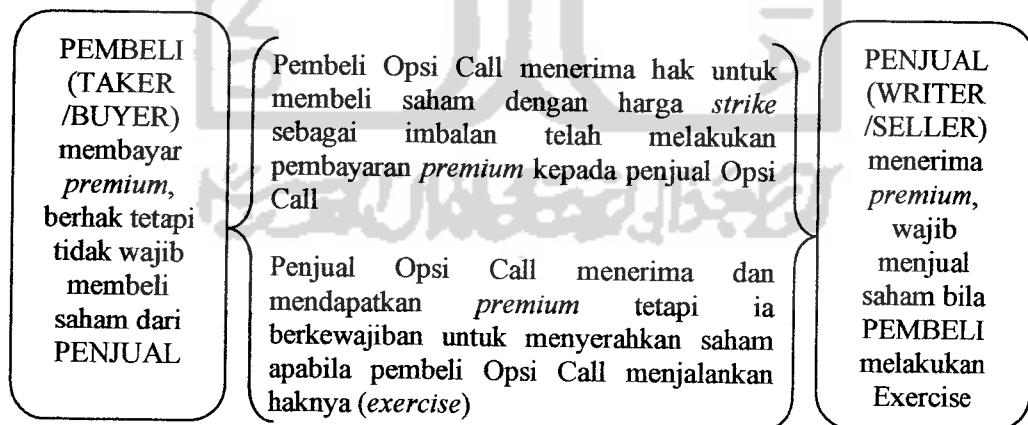 PEMBELI
(TAKER
/BUYER)
membayar
premium,
berhak tetapi
tidak wajib
membeli
saham dari
PENJUAL
Pembeli Opsi Call menerima hak untuk
membeli saham dengan harga strike
sebagai imbalan telah melakukan
pembayaran premium kepada penjual Opsi
Call
Penjual Opsi Call menerima dan
mendapatkan premium tetapi ia
berkewajiban untuk menyerahkan saham
apabila pembeli Opsi Call menjalankan
haknya (exercise)
PENJUAL
(WRITER
/SELLER)
menerima
premium,
wajib
menjual
saham bila
PEMBELI
melakukan
Exercise